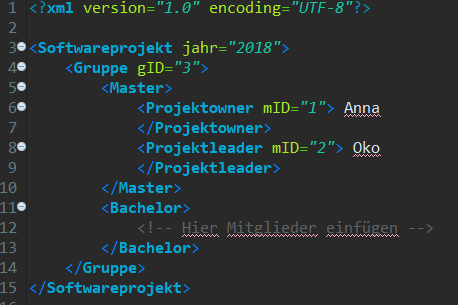 1 <?xml version="1.0" encoding="UTF-8"?>
2
3 <Softwareprojekt jahr="2018">
4 <Gruppe gID="3">
5 <Master>
6 <Projektowner mID="1"> Anna
7 </Projektowner>
8 <Projektleader mID="2"> Oko
9 </Projektleader>
10 </Master>
11 <Bachelor>
12 <!-- Hier Mitglieder einfügen -->
13 </Bachelor>
14 </Gruppe>
15 </Softwareprojekt>